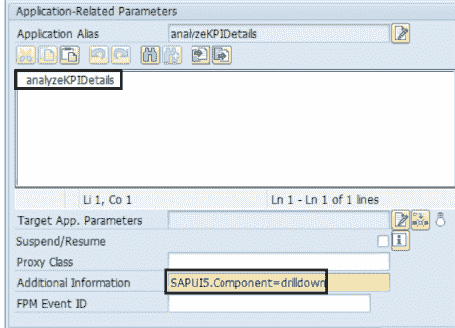 Application-Related Parameters
Application Alias analyzeKPIDetails
analyzeKPIDetails
Li 1, Co 1 Ln 1 - Ln 1 of 1 lines
Target App. Parameters
Suspend/Resume
Proxy Class
Additional Information SAPUI5.Component=drilldown
FPM Event ID